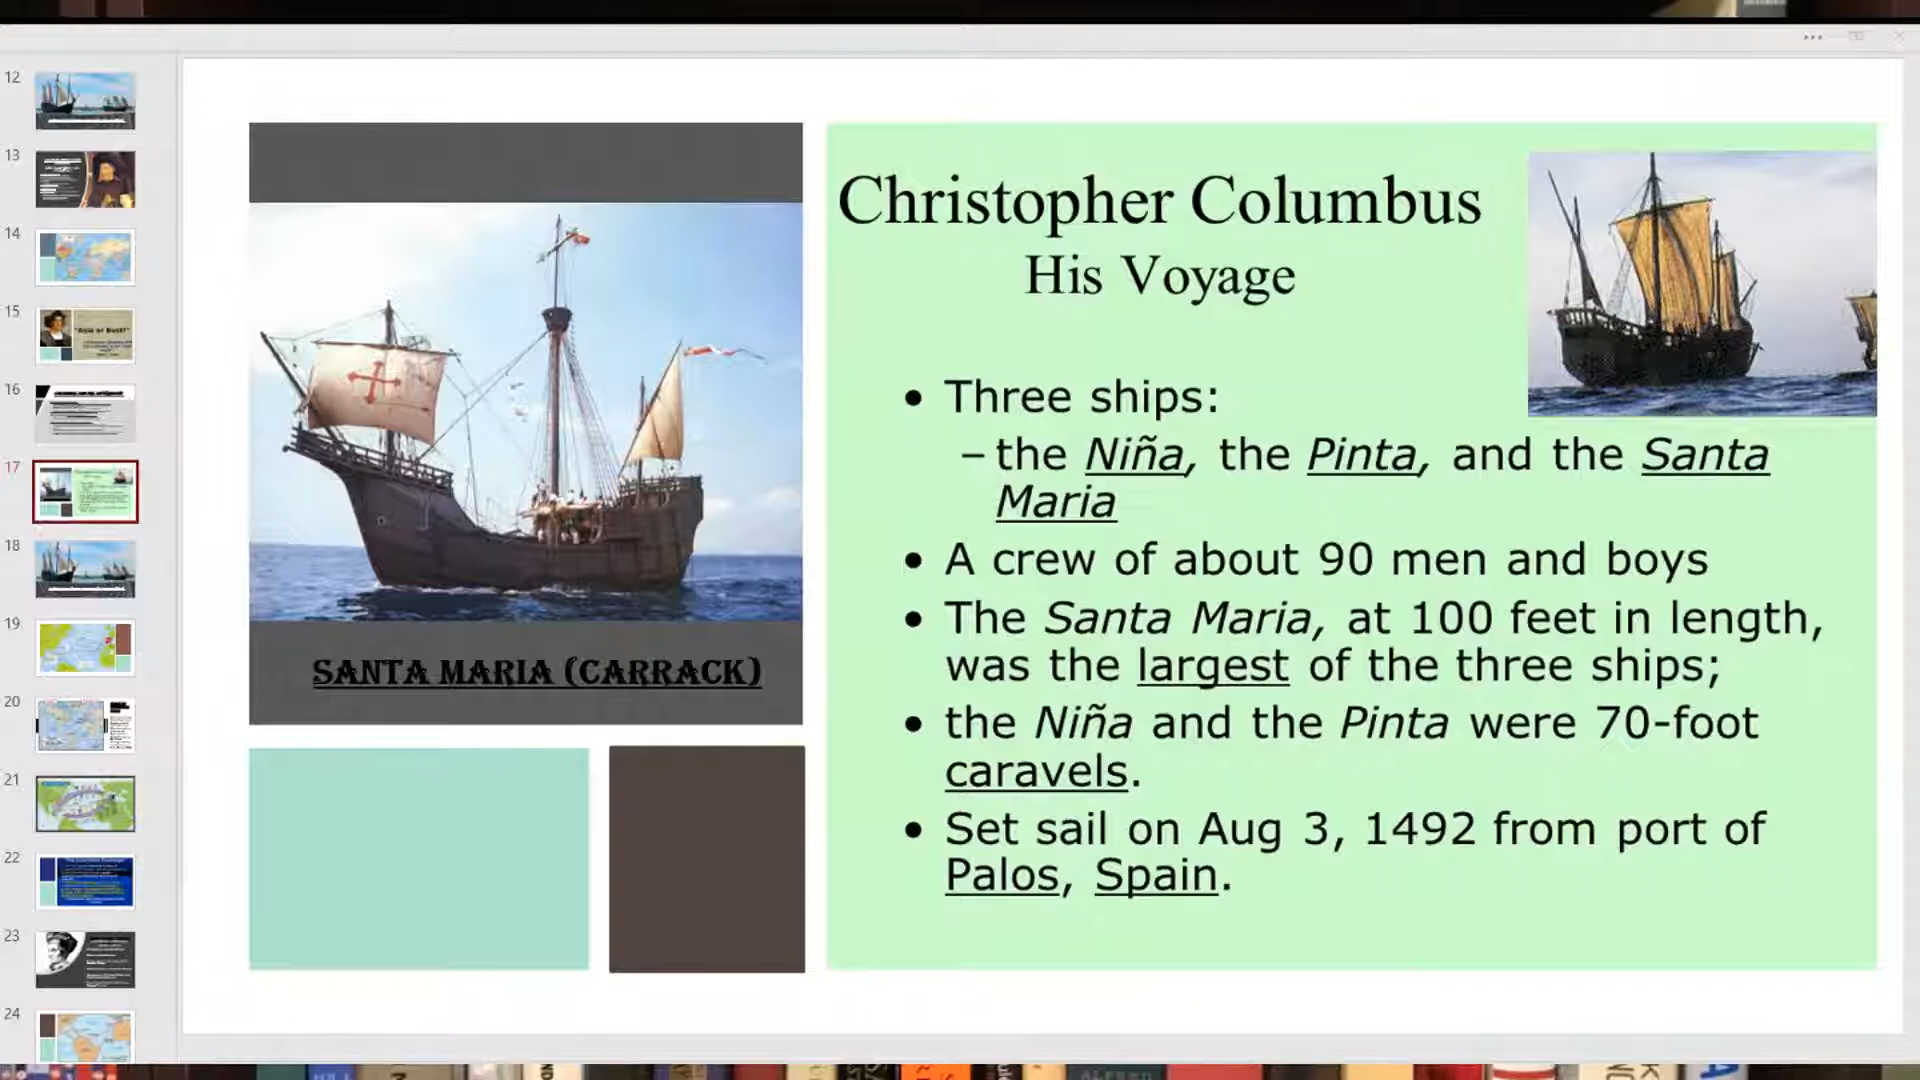 12
13
14
15
"Asia or Bust!"
16
17
18
19
20
21
22
23
24
SANTA MARIA (CARRACK)
Christopher Columbus
His Voyage
• Three ships:
– the Niña, the Pinta, and the Santa
Maria
• A crew of about 90 men and boys
• The Santa Maria, at 100 feet in length,
was the largest of the three ships;
• the Niña and the Pinta were 70-foot
caravels.
• Set sail on Aug 3, 1492 from port of
Palos, Spain.